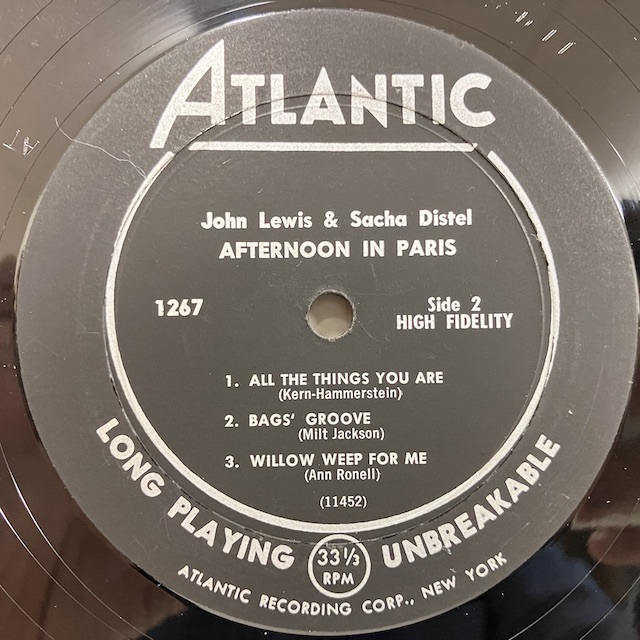 ATLANTIC
John Lewis & Sacha Distel
AFTERNOON IN PARIS
1267
Side 2
HIGH FIDELITY
1. ALL THE THINGS YOU ARE
(Kern-Hammerstein)
2. BAGS' GROOVE
(Milt Jackson)
3. WILLOW WEEP FOR ME
(Ann Ronell)
(11452)
LONG PLAYING 33⅓ RPM UNBREAKABLE
ATLANTIC RECORDING CORP., NEW YORK